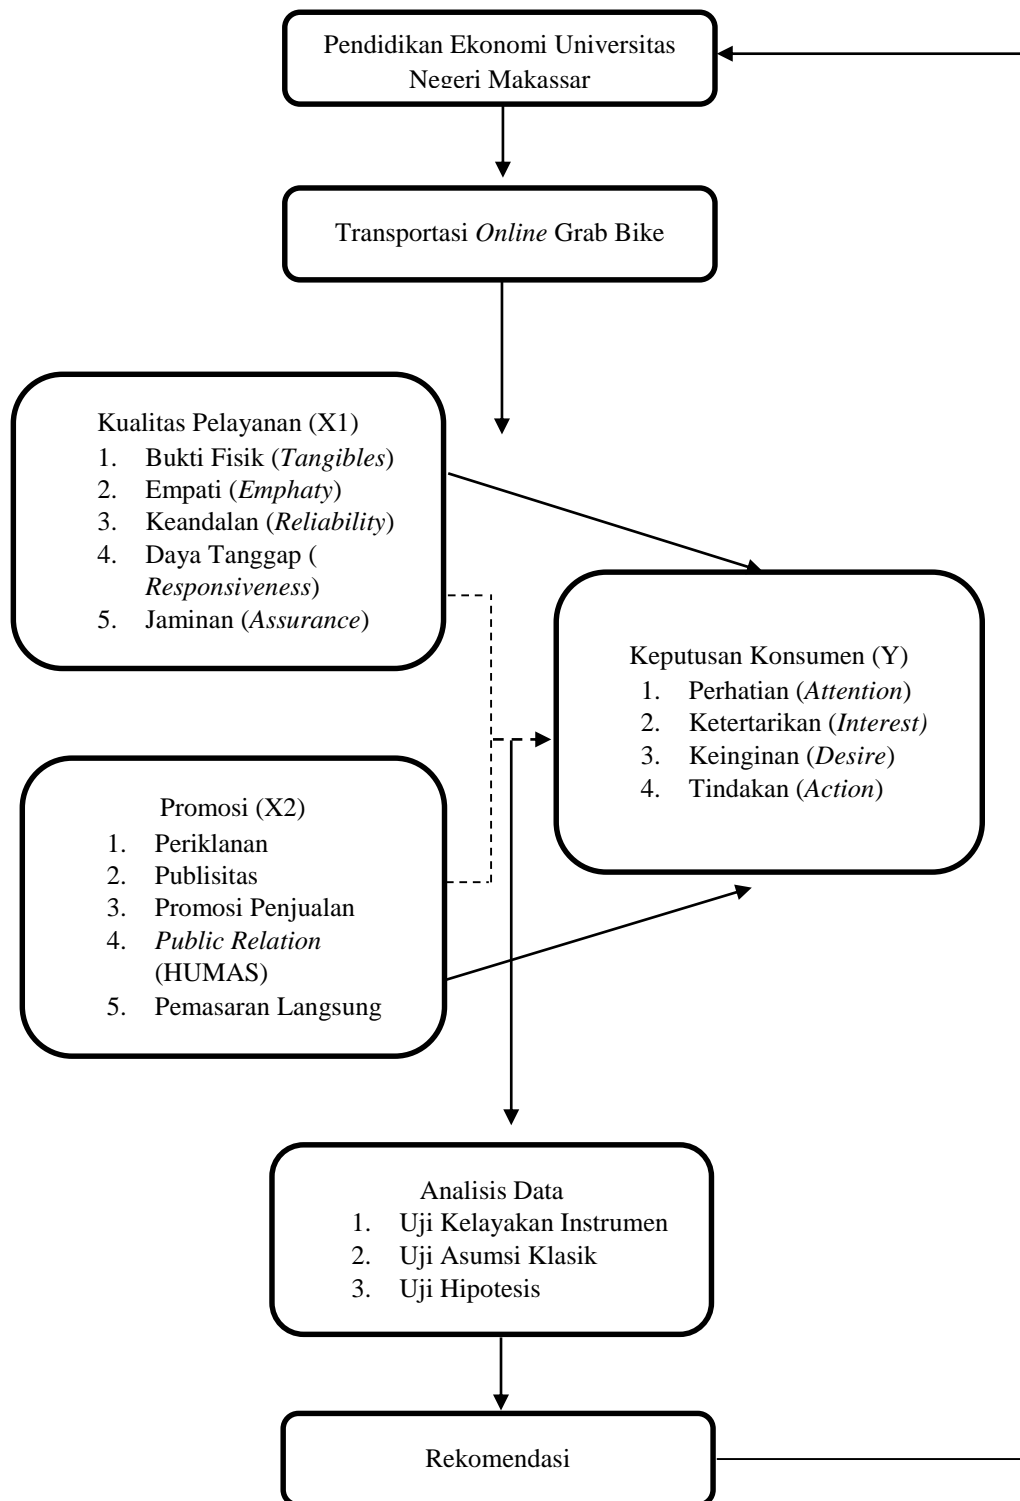 Pendidikan Ekonomi Universitas
Negeri Makassar
Transportasi Online Grab Bike
Kualitas Pelayanan (X1)
1. Bukti Fisik (Tangibles)
2. Empati (Emphaty)
3. Keandalan (Reliability)
4. Daya Tanggap (
Responsiveness)
5. Jaminan (Assurance)
Keputusan Konsumen (Y)
1. Perhatian (Attention)
2. Ketertarikan (Interest)
3. Keinginan (Desire)
4. Tindakan (Action)
Promosi (X2)
1. Periklanan
2. Publisitas
3. Promosi Penjualan
4. Public Relation
(HUMAS)
5. Pemasaran Langsung
Analisis Data
1. Uji Kelayakan Instrumen
2. Uji Asumsi Klasik
3. Uji Hipotesis
Rekomendasi